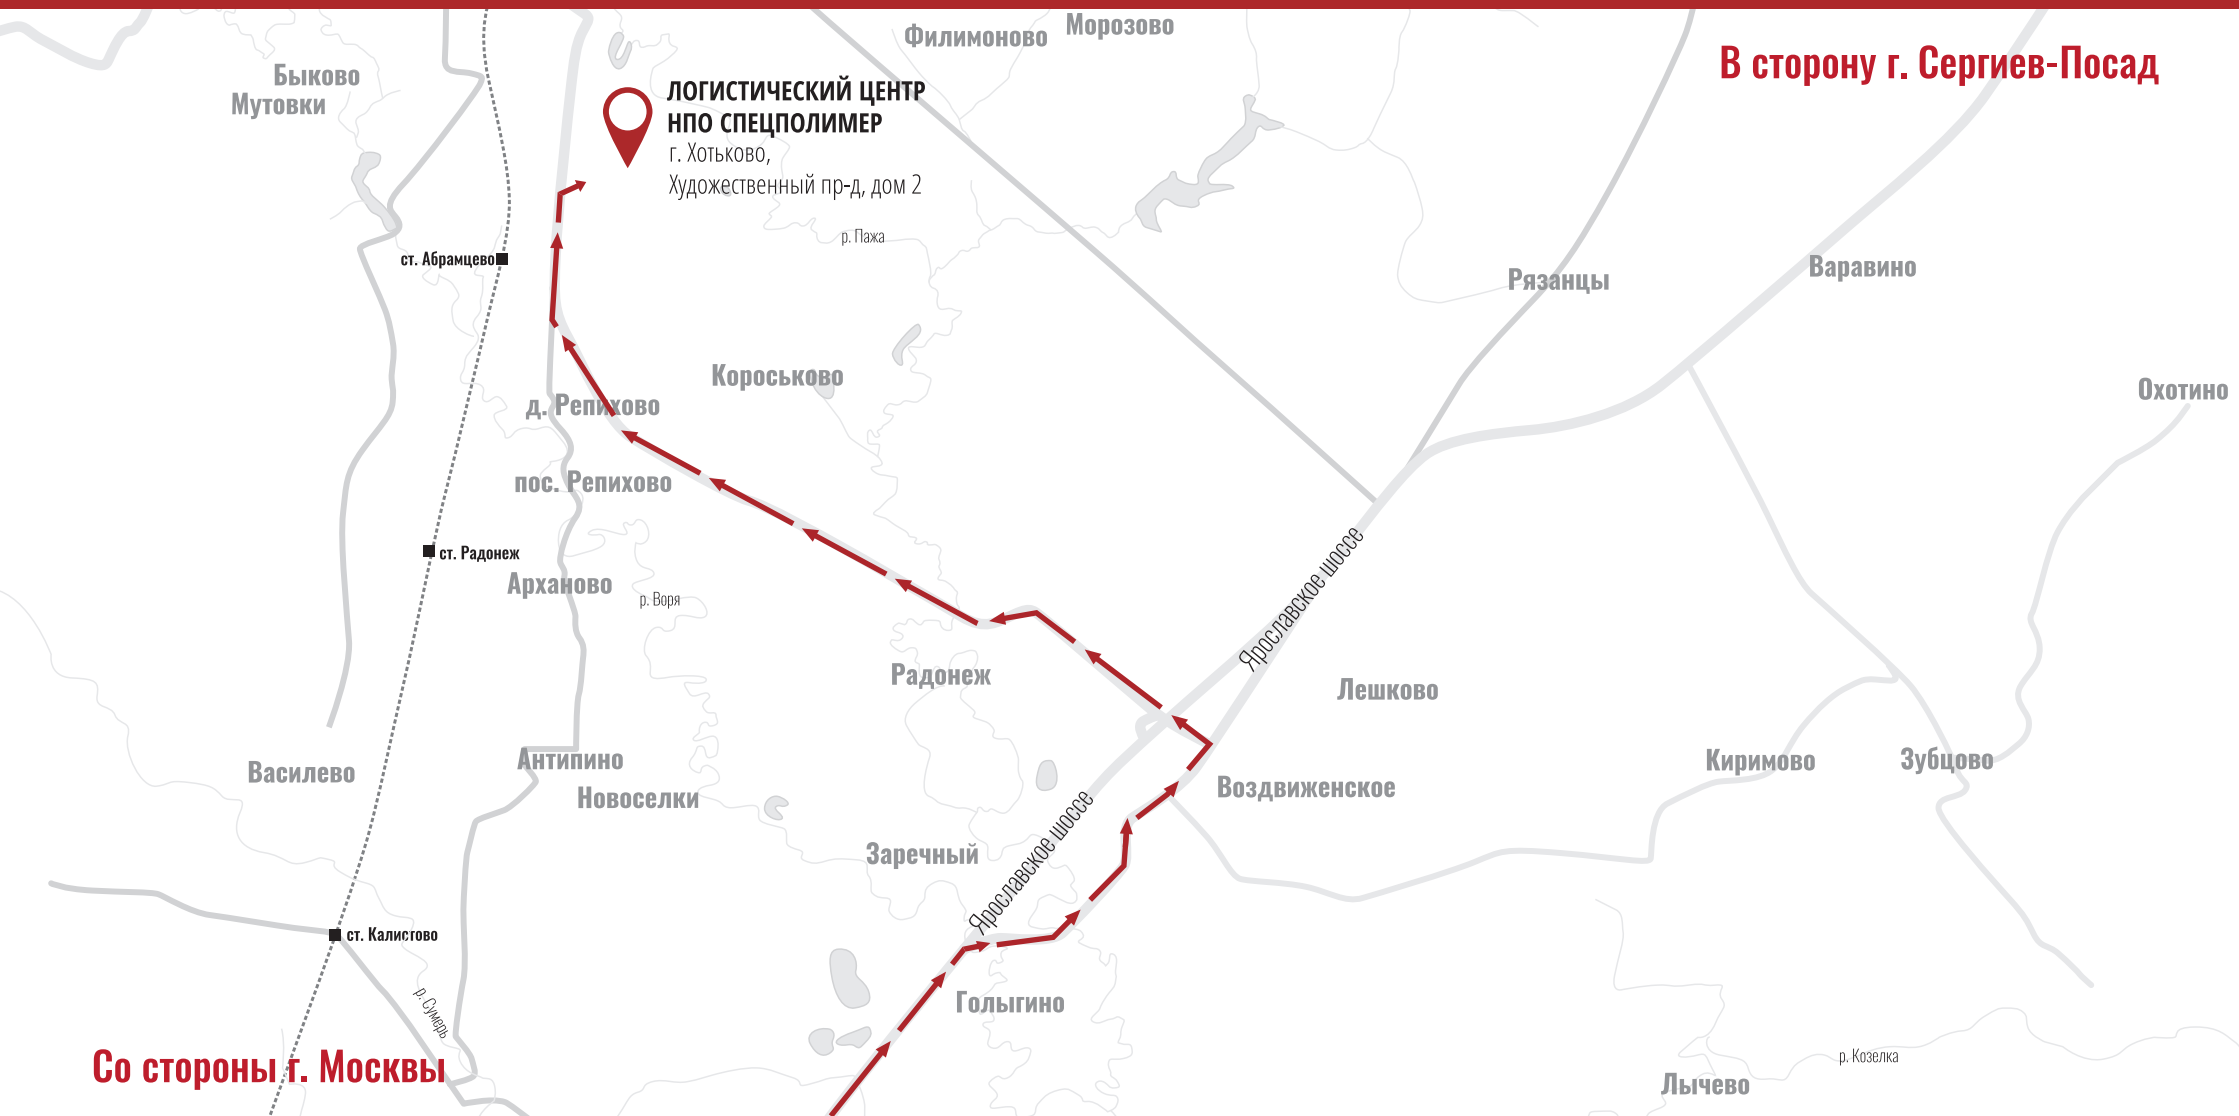 Филимоново
Морозово
В сторону г. Сергиев-Посад
Быково
Мутовки
ЛОГИСТИЧЕСКИЙ ЦЕНТР
НПО СПЕЦПОЛИМЕР
г. Хотьково,
Художественный пр-д, дом 2
р. Пажа
ст. Абрамцево
Рязанцы
Варавино
Короськово
Охотино
д. Репихово
пос. Репихово
ст. Радонеж
Арханово
р. Воря
Ярославское шоссе
Радонеж
Лешково
Василево
Антипино
Новоселки
Воздвиженское
Киримово
Зубцово
Заречный
Ярославское шоссе
ст. Калистово
Голыгино
р. Сумерь
Со стороны г. Москвы
р. Козелка
Лычево